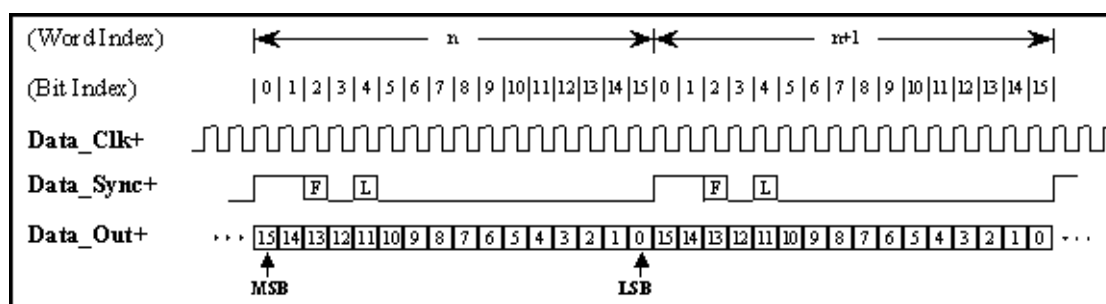 (WordIndex) n n+1
(Bit Index) 0 1 2 3 4 5 6 7 8 9 10 11 12 13 14 15 0 1 2 3 4 5 6 7 8 9 10 11 12 13 14 15
Data_Clk+
Data_Sync+ F L F L
Data_Out+ ··· 15 14 13 12 11 10 9 8 7 6 5 4 3 2 1 0 15 14 13 12 11 10 9 8 7 6 5 4 3 2 1 0 ···
MSB LSB